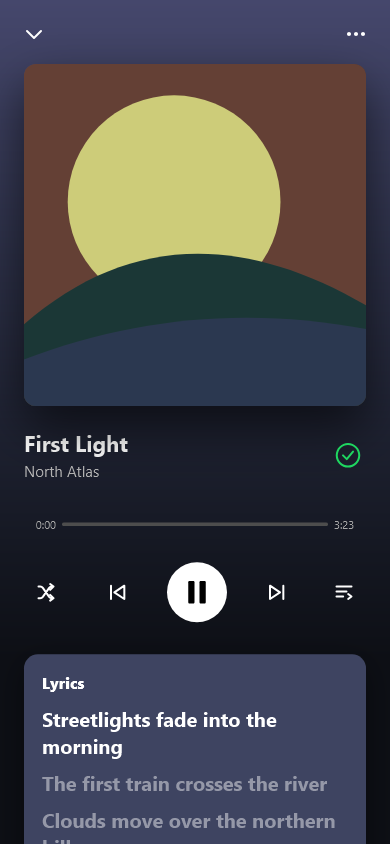 First Light
North Atlas
0:00
3:23
Lyrics
Streetlights fade into the
morning
The first train crosses the river
Clouds move over the northern